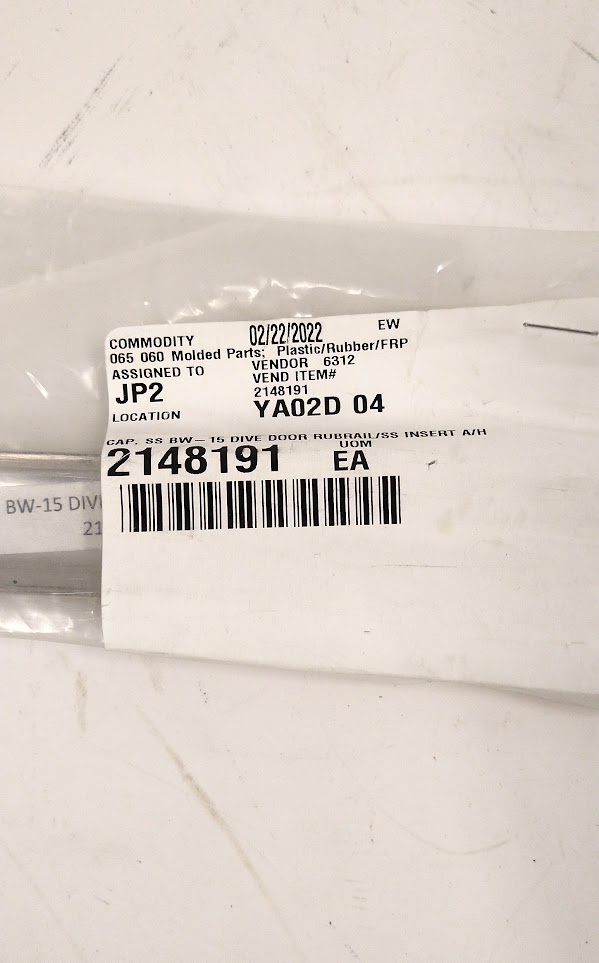 COMMODITY 02/22/2022 EW
065 060 Molded Parts; Plastic/Rubber/FRP
ASSIGNED TO VENDOR 6312
JP2 VEND ITEM#
2148191
LOCATION YA02D 04
CAP, SS BW-15 DIVE DOOR RUBRAIL/SS INSERT A/H
2148191 UOM
EA
BW-15 DIV
21